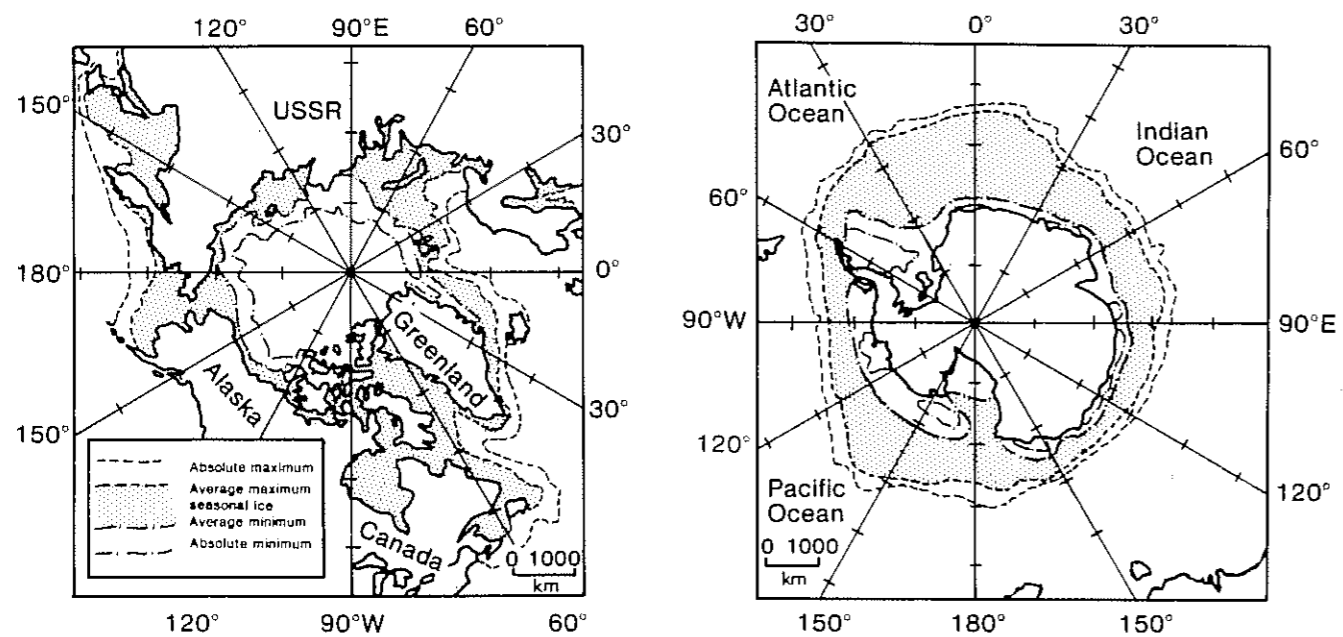 120°
90°E
60°
150°
USSR
30°
180°
0°
Greenland
Alaska
150°
30°
Absolute maximum
Average maximum
seasonal ice
Average minimum
Absolute minimum
Canada
0 1000
km
120°
90°W
60°
30°
0°
30°
Atlantic
Ocean
Indian
Ocean
60°
60°
90°W
90°E
120°
Pacific
Ocean
120°
0 1000
km
150°
180°
150°